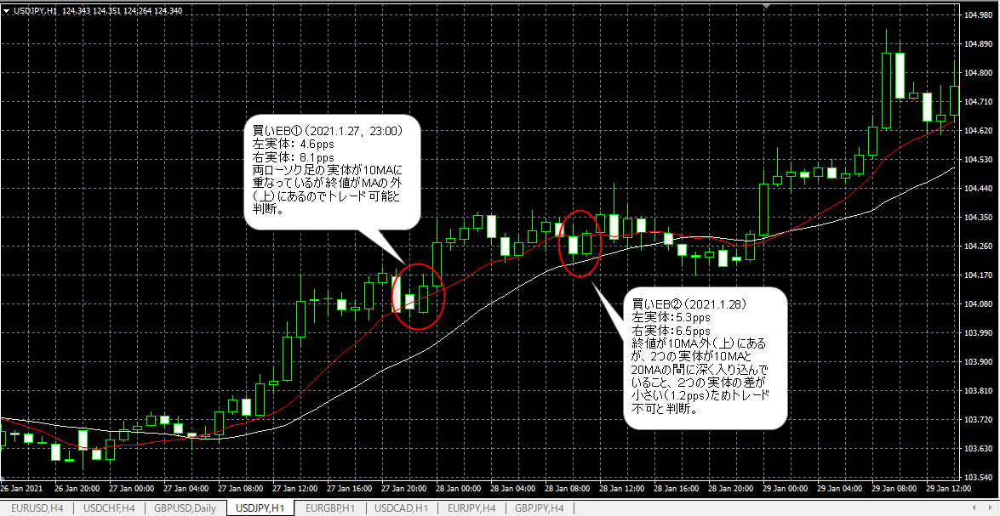 USDJPY,H1 124.343 124.351 124.264 124.340
104.980
104.890
104.800
104.710
104.620
104.530
104.440
104.350
104.260
104.170
104.080
103.990
103.900
103.810
103.720
103.630
103.540
買いEB①(2021.1.27, 23:00)
左実体: 4.6pps
右実体: 8.1pps
両ローソク足の実体が10MAに
重なっているが終値がMAの外
(上)にあるのでトレード可能と
判断。
買いEB②(2021.1.28)
左実体:5.3pps
右実体:6.5pps
終値が10MA外(上)にある
が、2つの実体が10MAと
20MAの間に深く入り込んで
いること、2つの実体の差が
小さい(1.2pps)ためトレード
不可と判断。
26 Jan 2021 26 Jan 20:00 27 Jan 00:00 27 Jan 04:00 27 Jan 08:00 27 Jan 12:00 27 Jan 16:00 27 Jan 20:00 28 Jan 00:00 28 Jan 04:00 28 Jan 08:00 28 Jan 12:00 28 Jan 16:00 28 Jan 20:00 29 Jan 00:00 29 Jan 04:00 29 Jan 08:00 29 Jan 12:00
EURUSD,H4 USDCHF,H4 GBPUSD,Daily USDJPY,H1 EURGBP,H1 USDCAD,H1 EURJPY,H4 GBPJPY,H4